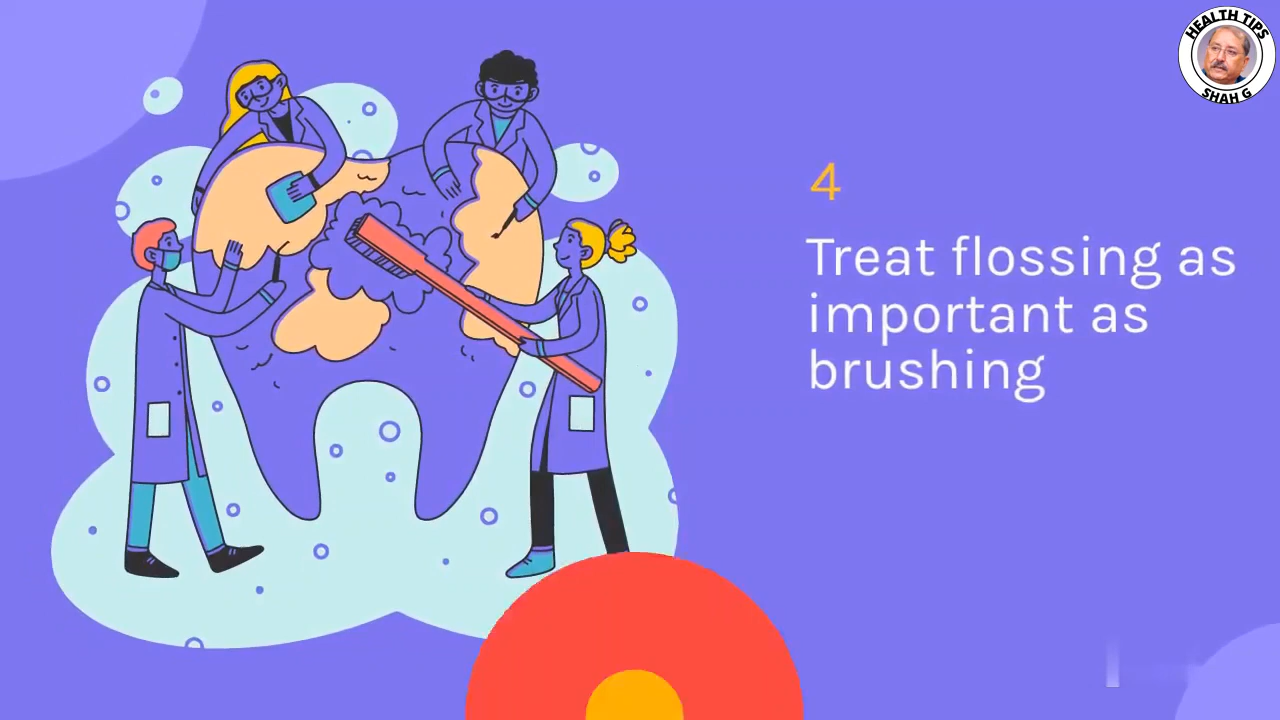 HEALTH TIPS
SHAH G
4
Treat flossing as
important as
brushing